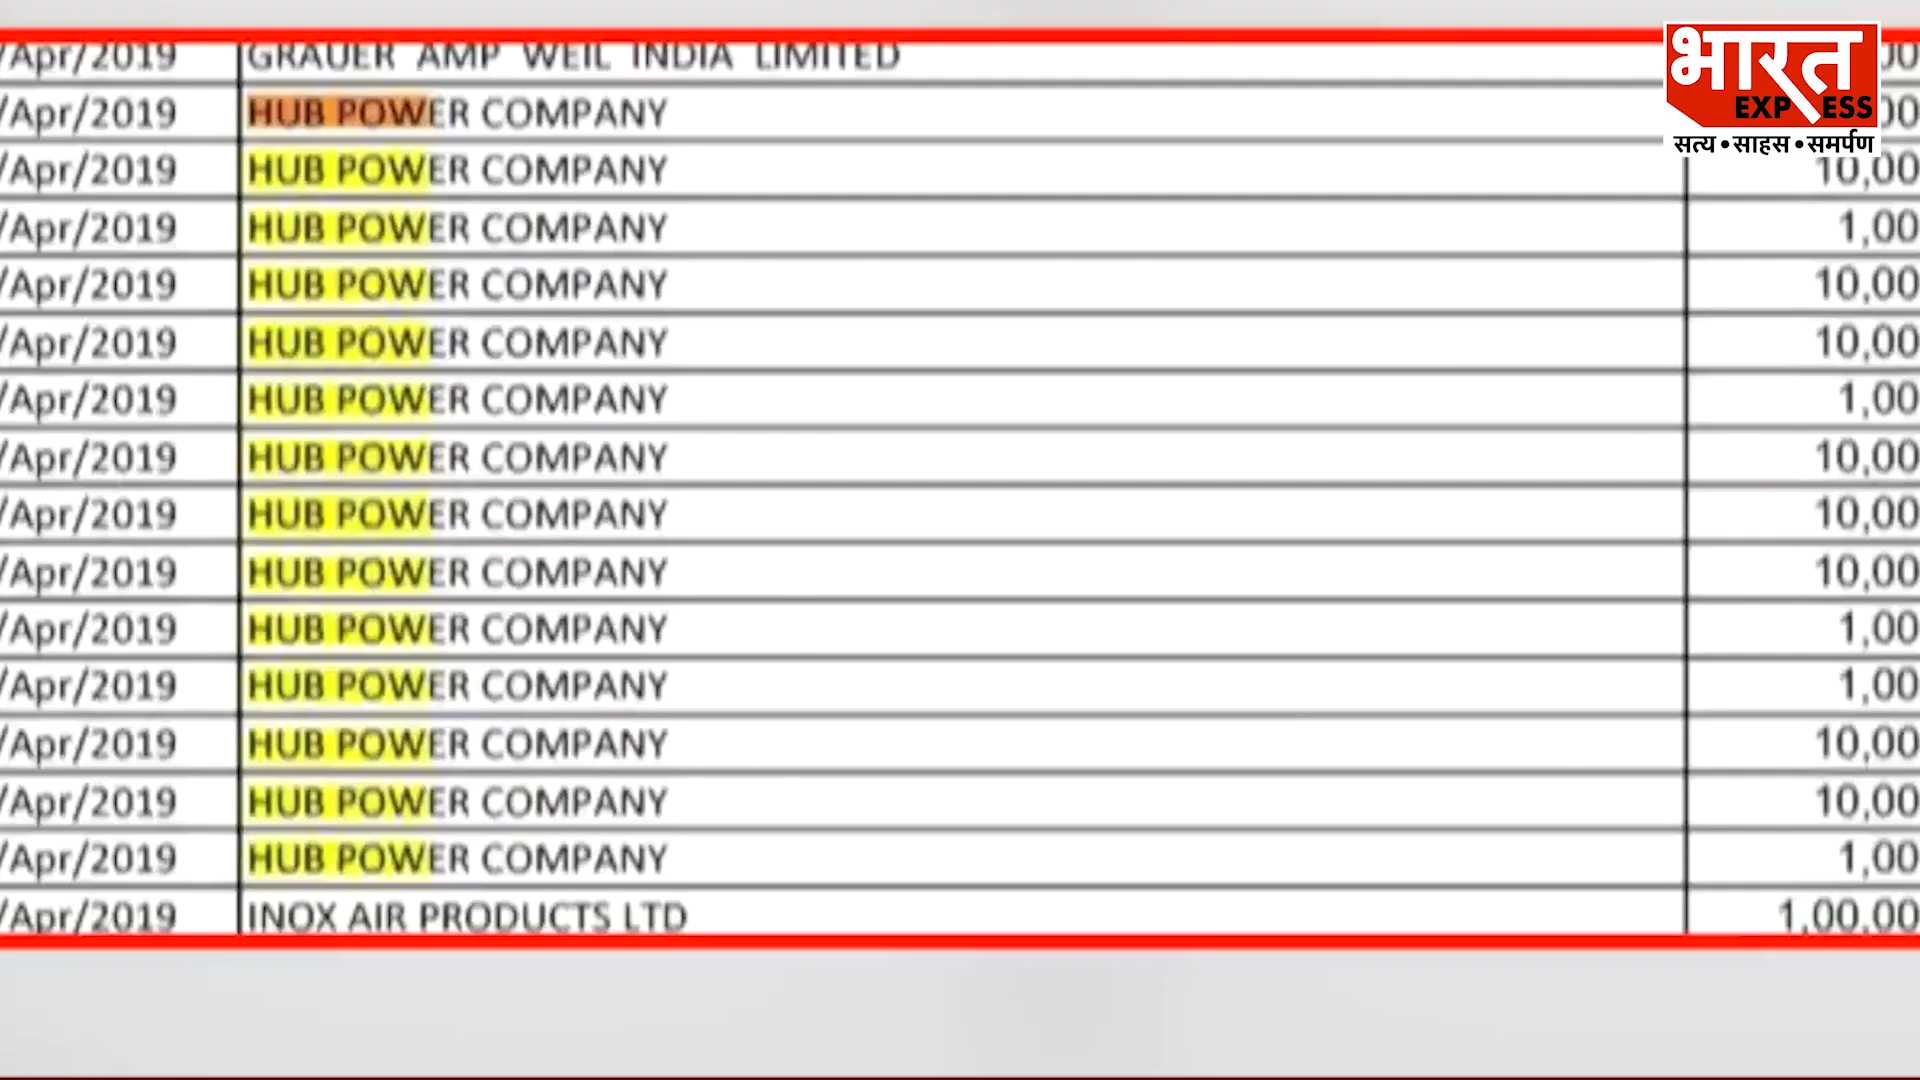 /Apr/2019 GRAUER AMP WEIL INDIA LIMITED 00
/Apr/2019 HUB POWER COMPANY 00
/Apr/2019 HUB POWER COMPANY 10,00
/Apr/2019 HUB POWER COMPANY 1,00
/Apr/2019 HUB POWER COMPANY 10,00
/Apr/2019 HUB POWER COMPANY 10,00
/Apr/2019 HUB POWER COMPANY 1,00
/Apr/2019 HUB POWER COMPANY 10,00
/Apr/2019 HUB POWER COMPANY 10,00
/Apr/2019 HUB POWER COMPANY 10,00
/Apr/2019 HUB POWER COMPANY 1,00
/Apr/2019 HUB POWER COMPANY 1,00
/Apr/2019 HUB POWER COMPANY 10,00
/Apr/2019 HUB POWER COMPANY 10,00
/Apr/2019 HUB POWER COMPANY 1,00
/Apr/2019 INOX AIR PRODUCTS LTD 1,00,00
भारत
EXPRESS
सत्य • साहस • समर्पण